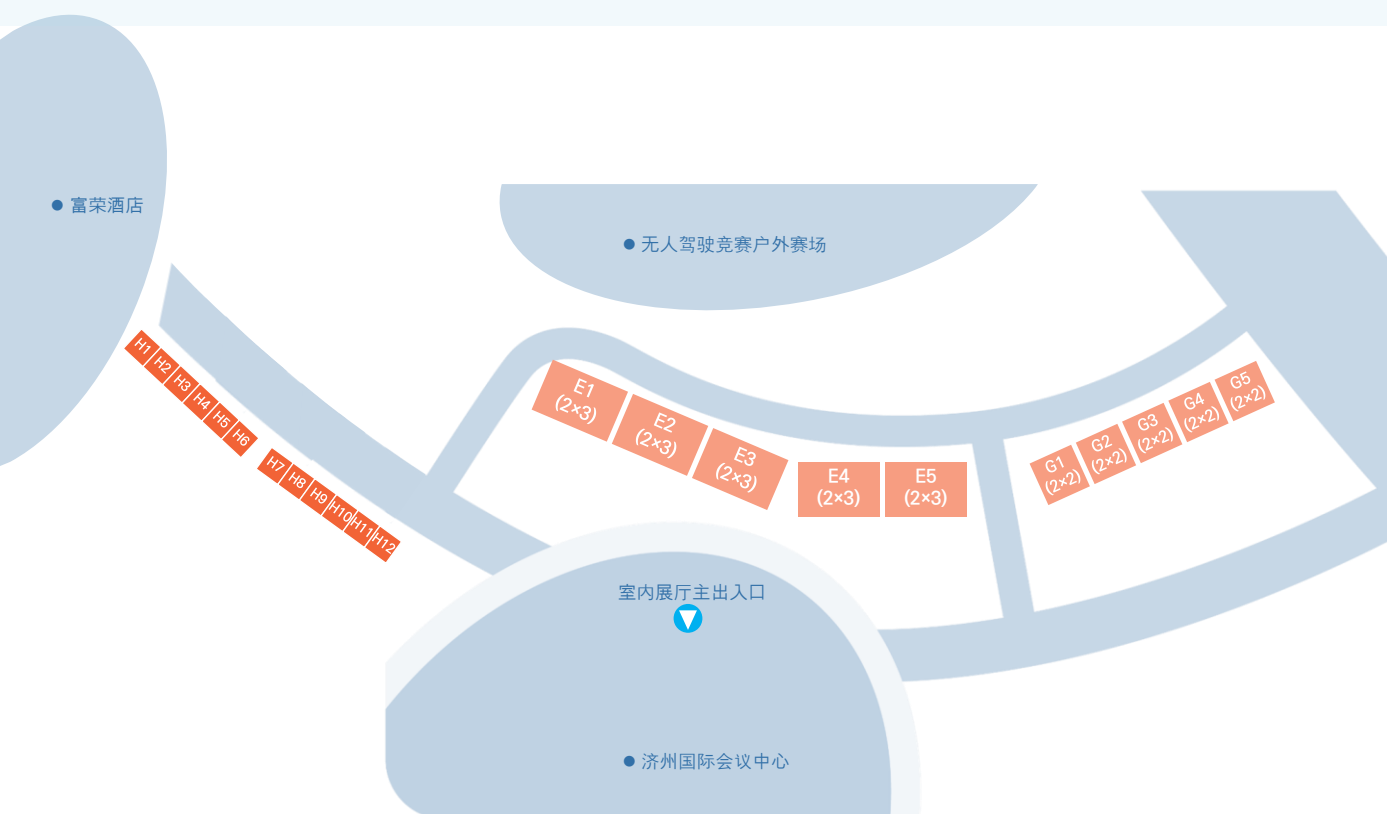 富荣酒店
无人驾驶竞赛户外赛场
H1
H2
H3
H4
H5
H6
H7
H8
H9
H10
H11
H12
E1
(2×3)
E2
(2×3)
E3
(2×3)
E4
(2×3)
E5
(2×3)
G1
(2×2)
G2
(2×2)
G3
(2×2)
G4
(2×2)
G5
(2×2)
室内展厅主出入口
济州国际会议中心